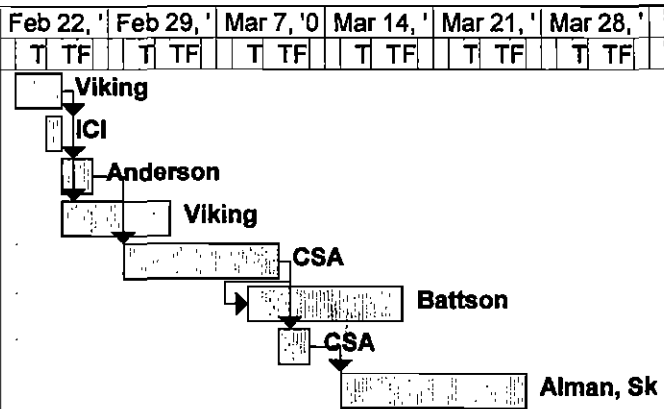 Feb 22, ' Feb 29, ' Mar 7, '0 Mar 14, ' Mar 21, ' Mar 28, '
T TF T TF T TF T TF T TF T TF
Viking
ICI
Anderson
Viking
CSA
Battson
CSA
Alman, Sk